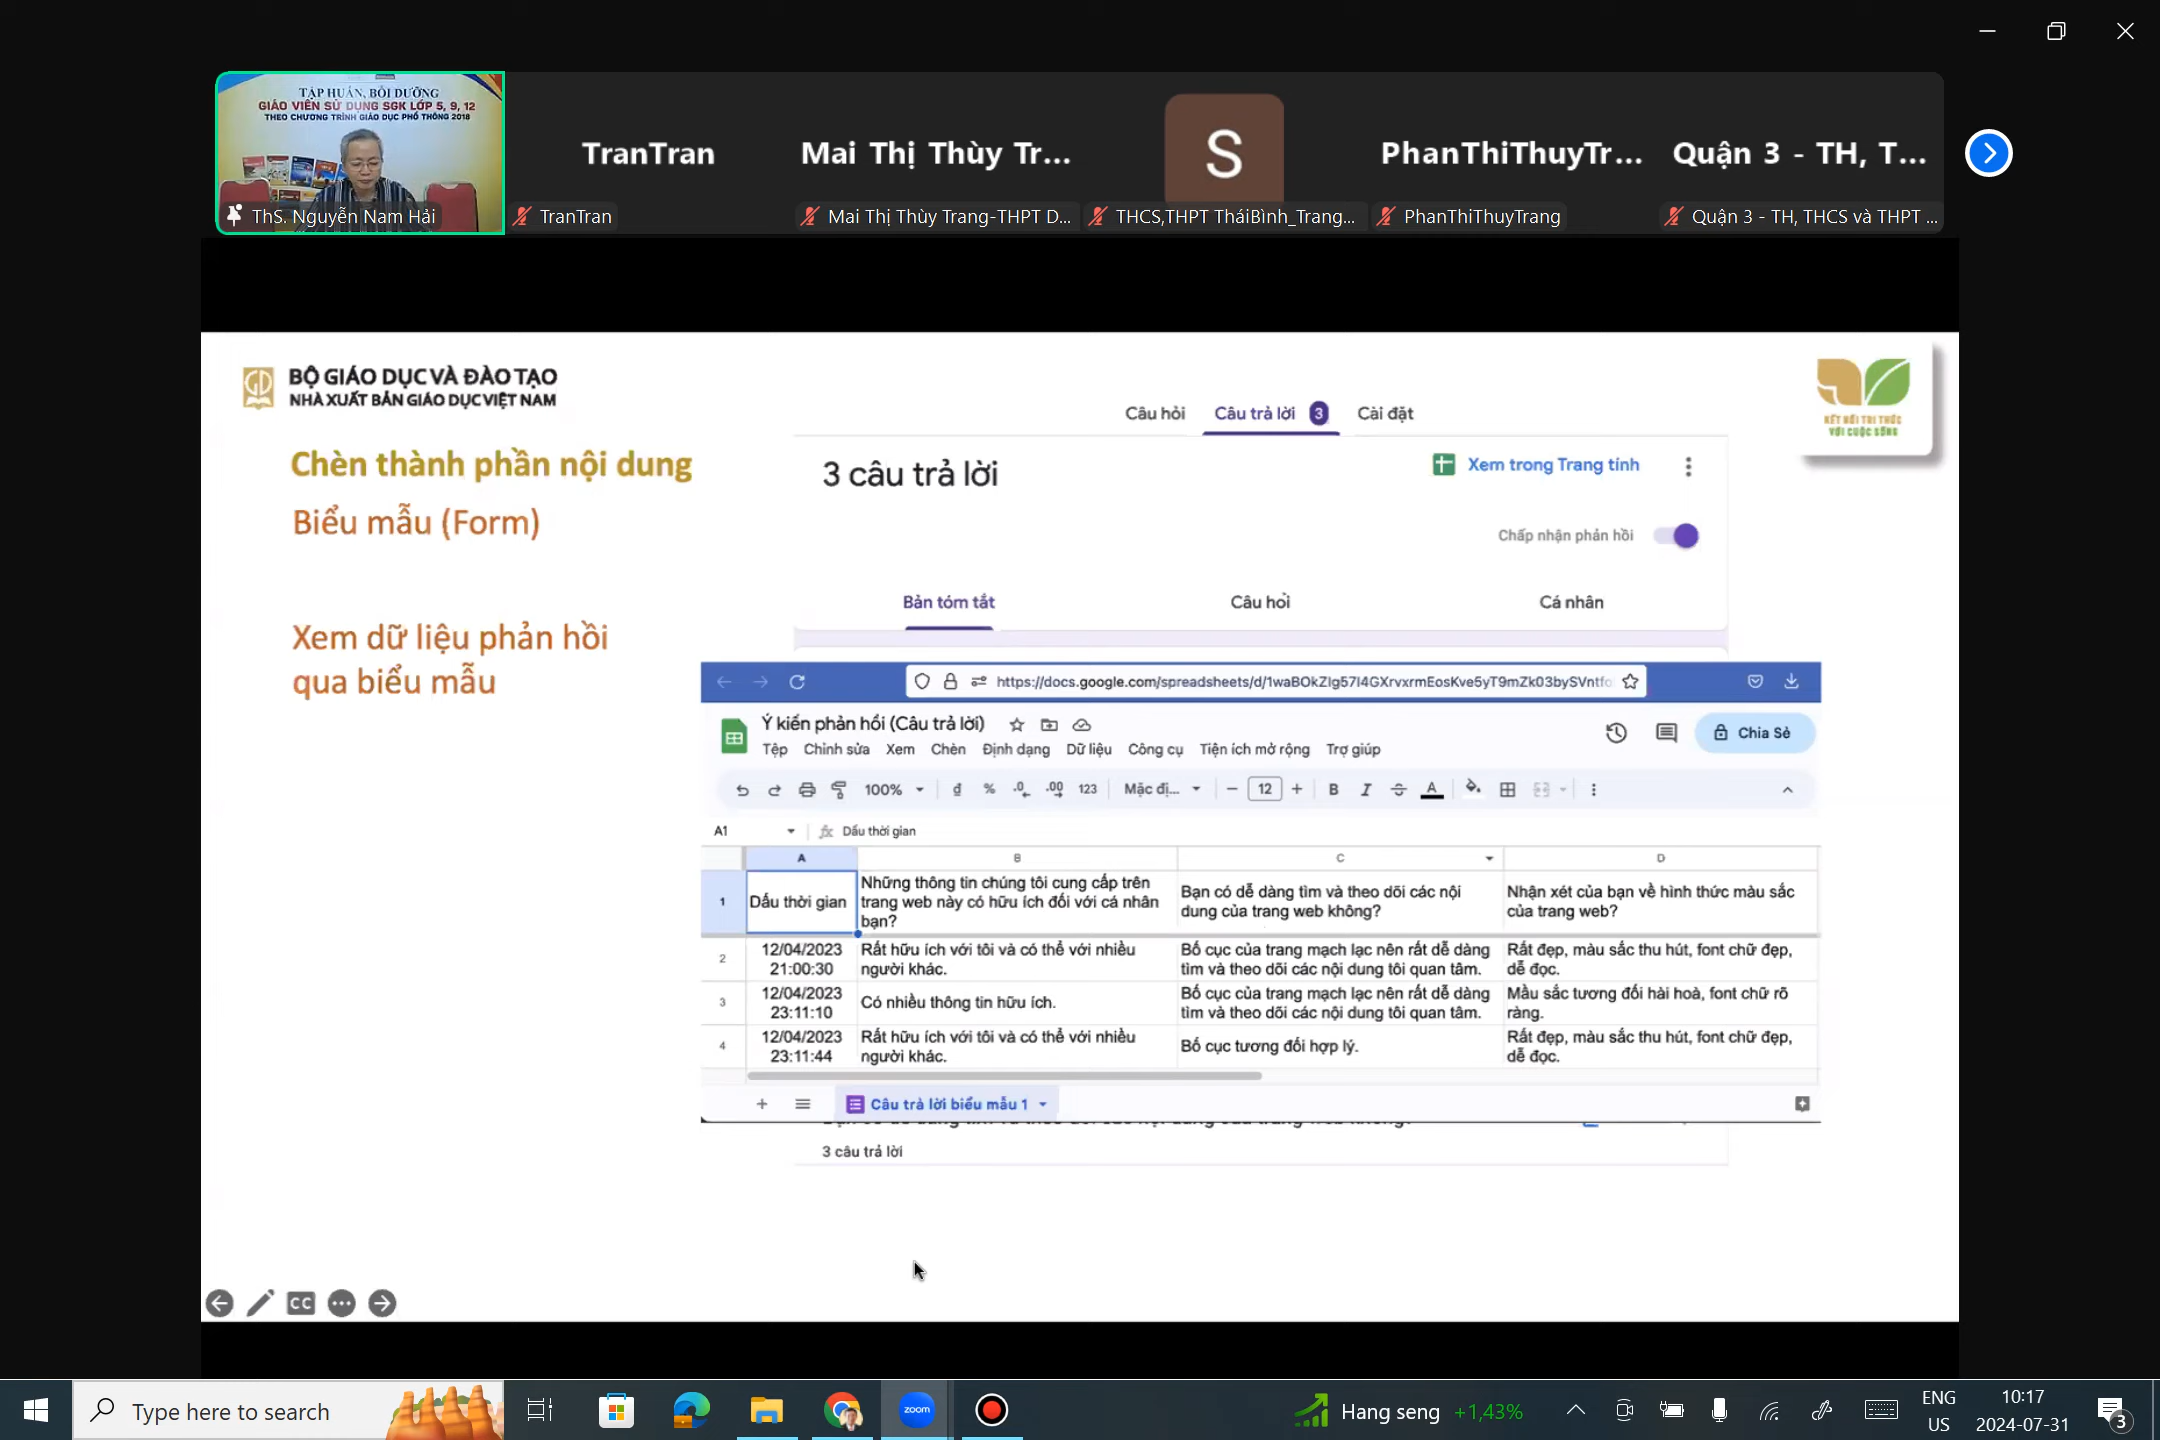 TẬP HUẤN, BỒI DƯỠNG
GIÁO VIÊN SỬ DỤNG SGK LỚP 5, 9, 12
THEO CHƯƠNG TRÌNH GIÁO DỤC PHỔ THÔNG 2018
ThS. Nguyễn Nam Hải
TranTran
TranTran
Mai Thị Thùy Tr...
Mai Thị Thùy Trang-THPT D...
S
THCS,THPT TháiBình_Trang...
PhanThiThuyTr...
PhanThiThuyTrang
Quận 3 - TH, T...
Quận 3 - TH, THCS và THPT ...
BỘ GIÁO DỤC VÀ ĐÀO TẠO
NHÀ XUẤT BẢN GIÁO DỤC VIỆT NAM
KẾT NỐI TRI THỨC
VỚI CUỘC SỐNG
Chèn thành phần nội dung
Biểu mẫu (Form)
Xem dữ liệu phản hồi
qua biểu mẫu
Câu hỏi Câu trả lời 3 Cài đặt
3 câu trả lời
Xem trong Trang tính
Chấp nhận phản hồi
Bản tóm tắt Câu hỏi Cá nhân
https://docs.google.com/spreadsheets/d/1waBOkZIg57I4GXrvxrmEosKve5yT9mZk03bySVntfo
Ý kiến phản hồi (Câu trả lời)
Chia Sẻ
Tệp Chỉnh sửa Xem Chèn Định dạng Dữ liệu Công cụ Tiện ích mở rộng Trợ giúp
100% đ % .0 .00 123 Mặc đị... − 12 + B I S A
A1 fx Dấu thời gian
A B C D
1 Dấu thời gian
Những thông tin chúng tôi cung cấp trên
trang web này có hữu ích đối với cá nhân
bạn?
Bạn có dễ dàng tìm và theo dõi các nội
dung của trang web không?
Nhận xét của bạn về hình thức màu sắc
của trang web?
2
12/04/2023
21:00:30
Rất hữu ích với tôi và có thể với nhiều
người khác.
Bố cục của trang mạch lạc nên rất dễ dàng
tìm và theo dõi các nội dung tôi quan tâm.
Rất đẹp, màu sắc thu hút, font chữ đẹp,
dễ đọc.
3
12/04/2023
23:11:10
Có nhiều thông tin hữu ích.
Bố cục của trang mạch lạc nên rất dễ dàng
tìm và theo dõi các nội dung tôi quan tâm.
Mầu sắc tương đối hài hoà, font chữ rõ
ràng.
4
12/04/2023
23:11:44
Rất hữu ích với tôi và có thể với nhiều
người khác.
Bố cục tương đối hợp lý.
Rất đẹp, màu sắc thu hút, font chữ đẹp,
dễ đọc.
Câu trả lời biểu mẫu 1
3 câu trả lời
CC
Type here to search
zoom
Hang seng +1,43%
ENG
US
10:17
2024-07-31
3